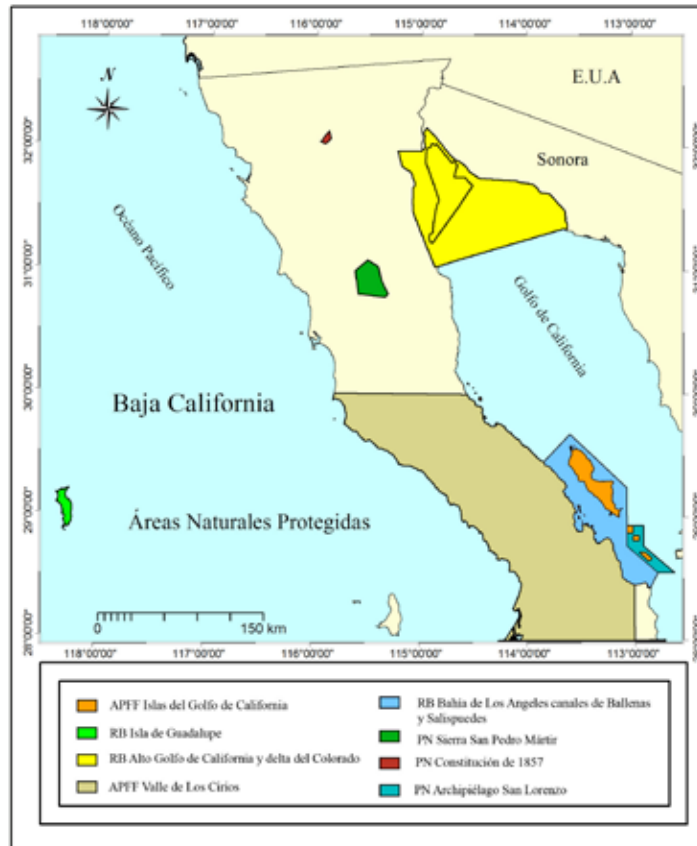 118°00'00" 117°00'00" 116°00'00" 115°00'00" 114°00'00" 113°00'00"
N
E.U.A
32°00'00"
Sonora
Océano Pacífico
31°00'00"
Golfo de California
30°00'00"
Baja California
29°00'00"
Áreas Naturales Protegidas
0 150 km
28°00'00"
118°00'00" 117°00'00" 116°00'00" 115°00'00" 114°00'00" 113°00'00"
APFF Islas del Golfo de California
RB Isla de Guadalupe
RB Alto Golfo de California y delta del Colorado
APFF Valle de Los Cirios
RB Bahia de Los Angeles canales de Ballenas
y Salispuedes
PN Sierra San Pedro Mártir
PN Constitución de 1857
PN Archipiélago San Lorenzo